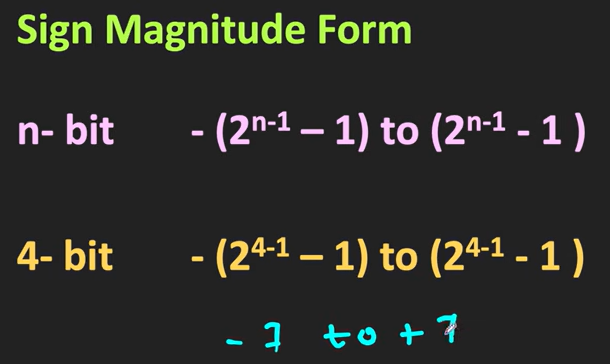 Sign Magnitude Form
n- bit - (2ⁿ⁻¹ – 1) to (2ⁿ⁻¹ - 1 )
4- bit - (2⁴⁻¹ – 1) to (2⁴⁻¹ - 1 )
- 7 to + 7